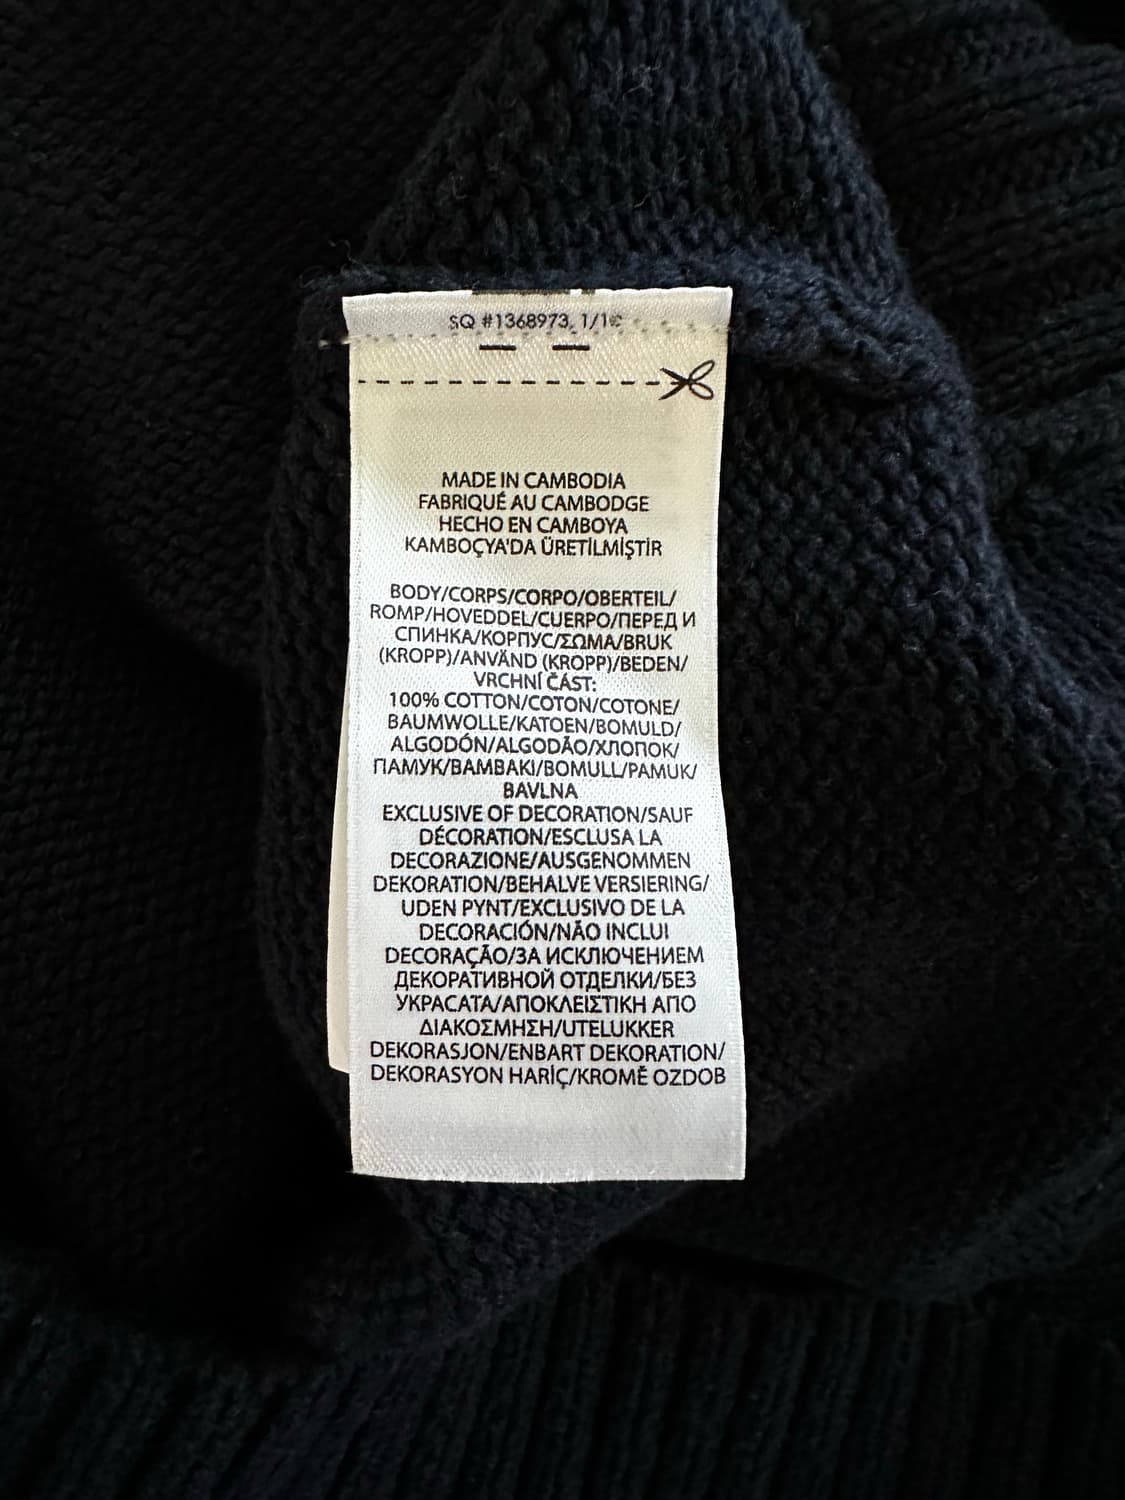 SQ #1368973, 1/1
MADE IN CAMBODIA
FABRIQUÉ AU CAMBODGE
HECHO EN CAMBOYA
KAMBOÇYA'DA ÜRETİLMİŞTİR
BODY/CORPS/CORPO/OBERTEIL/
ROMP/HOVEDDEL/CUERPO/ПЕРЕД И
СПИНКА/КОРПУС/ΣΩΜΑ/BRUK
(KROPP)/ANVÄND (KROPP)/BEDEN/
VRCHNÍ ČÁST:
100% COTTON/COTON/COTONE/
BAUMWOLLE/KATOEN/BOMULD/
ALGODÓN/ALGODÃO/ХЛОПОК/
ПАМУК/ΒΑΜΒΑΚΙ/BOMULL/PAMUK/
BAVLNA
EXCLUSIVE OF DECORATION/SAUF
DÉCORATION/ESCLUSA LA
DECORAZIONE/AUSGENOMMEN
DEKORATION/BEHALVE VERSIERING/
UDEN PYNT/EXCLUSIVO DE LA
DECORACIÓN/NÃO INCLUI
DECORAÇÃO/ЗА ИСКЛЮЧЕНИЕМ
ДЕКОРАТИВНОЙ ОТДЕЛКИ/БЕЗ
УКРАСАТА/ΑΠΟΚΛΕΙΣΤΙΚΗ ΑΠΟ
ΔΙΑΚΟΣΜΗΣΗ/UTELUKKER
DEKORASJON/ENBART DEKORATION/
DEKORASYON HARİÇ/KROMĚ OZDOB